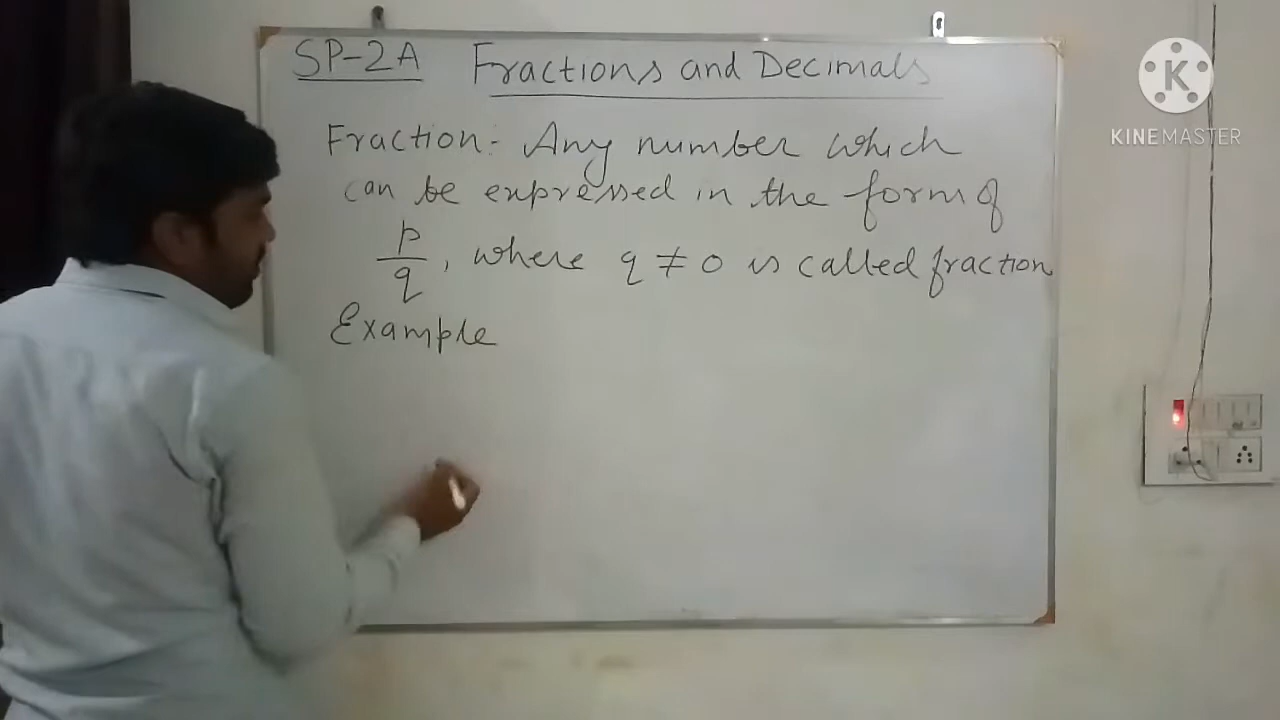 SP-2A Fractions and Decimals
Fraction:- Any number which
can be expressed in the form of
p/q, where q ≠ 0 is called fraction
Example
K
KINEMASTER